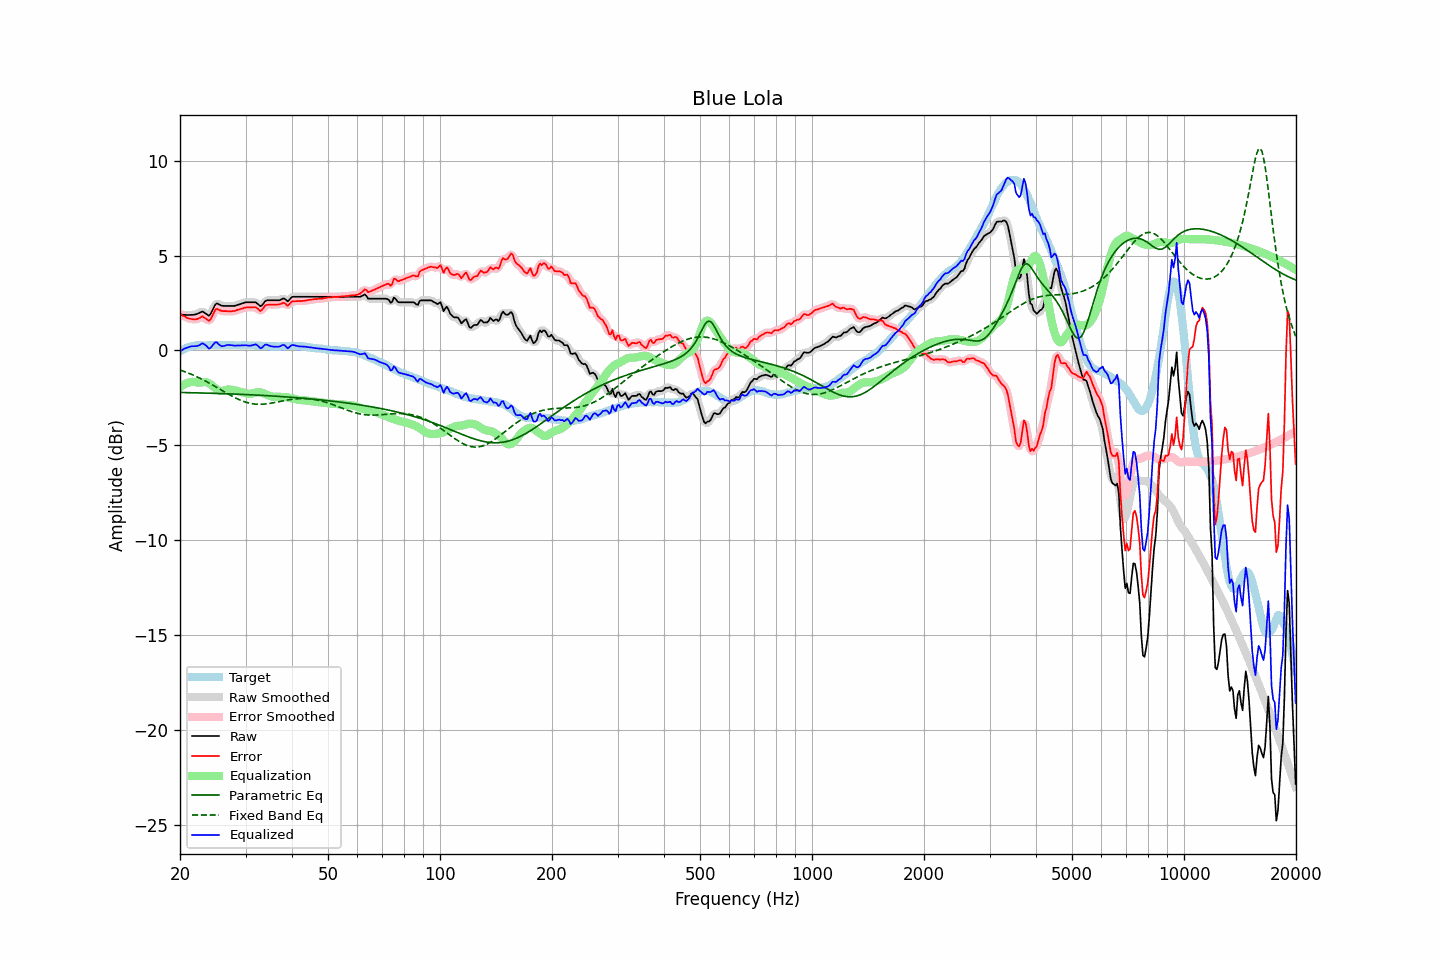 Blue Lola
Amplitude (dBr)
10
5
0
−5
−10
−15
−20
−25
Target
Raw Smoothed
Error Smoothed
Raw
Error
Equalization
Parametric Eq
Fixed Band Eq
Equalized
20 50 100 200 500 1000 2000 5000 10000 20000
Frequency (Hz)